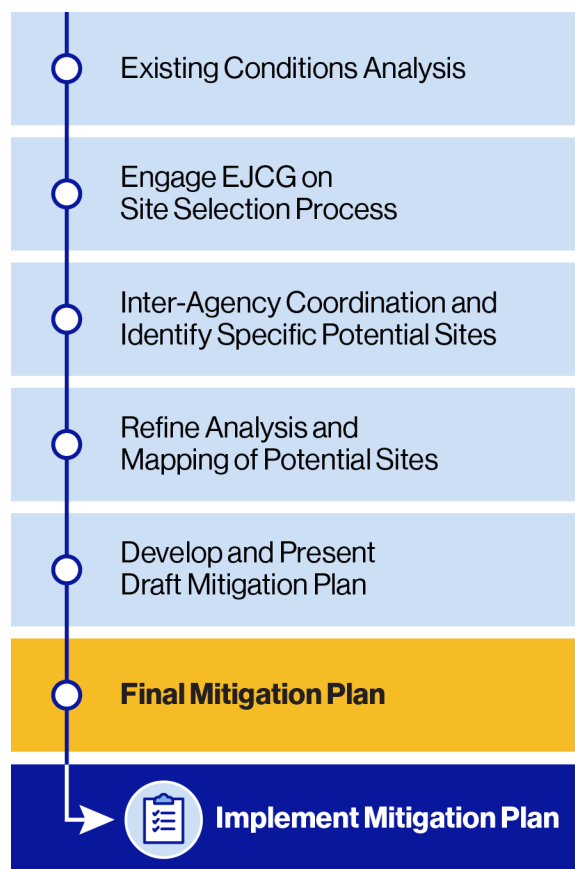 Existing Conditions Analysis
Engage EJCG on
Site Selection Process
Inter-Agency Coordination and
Identify Specific Potential Sites
Refine Analysis and
Mapping of Potential Sites
Develop and Present
Draft Mitigation Plan
Final Mitigation Plan
Implement Mitigation Plan